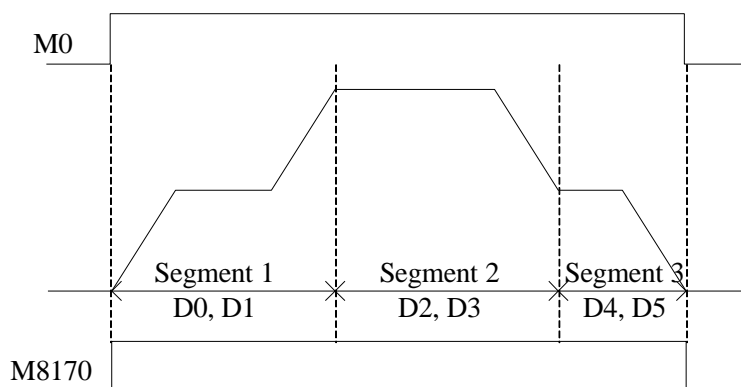 M0
Segment 1 Segment 2 Segment 3
D0, D1 D2, D3 D4, D5
M8170